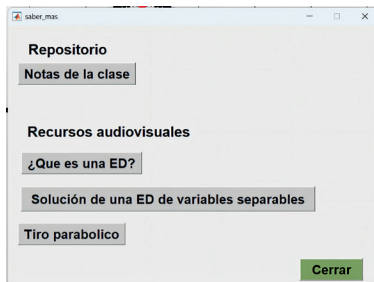 saber_mas
Repositorio
Notas de la clase
Recursos audiovisuales
¿Que es una ED?
Solución de una ED de variables separables
Tiro parabolico
Cerrar